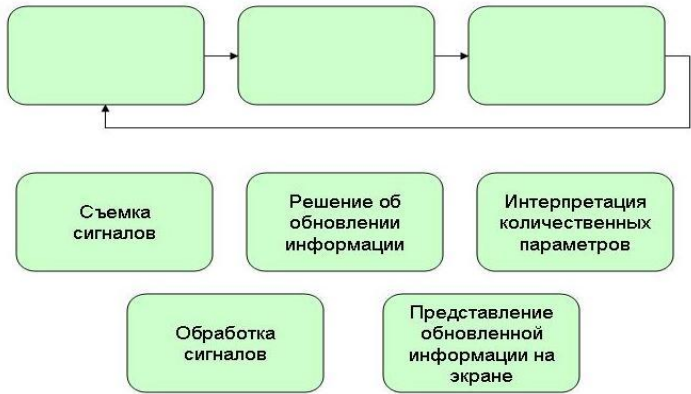 Съемка
сигналов
Решение об
обновлении
информации
Интерпретация
количественных
параметров
Обработка
сигналов
Представление
обновленной
информации на
экране